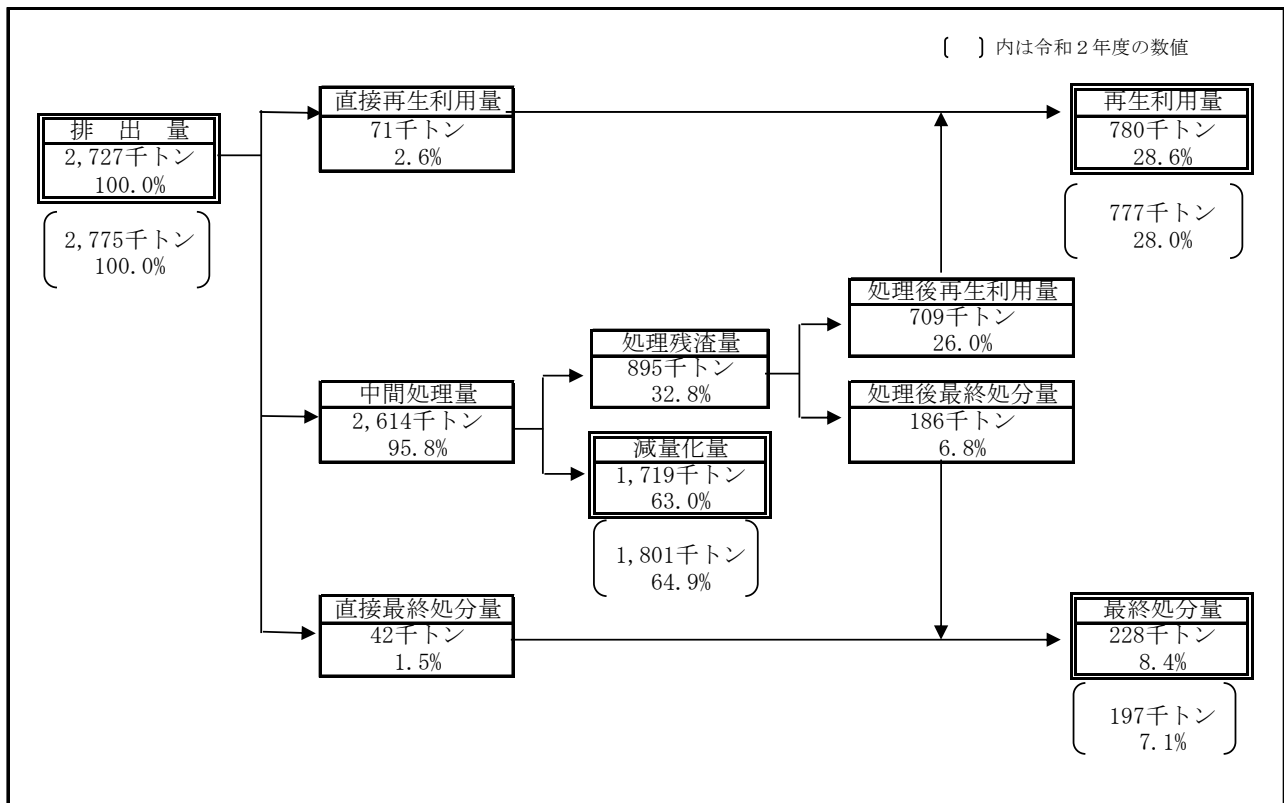 〔　〕内は令和２年度の数値
排　出　量
2,727千トン
100.0%
2,775千トン
100.0%
直接再生利用量
71千トン
2.6%
再生利用量
780千トン
28.6%
777千トン
28.0%
処理後再生利用量
709千トン
26.0%
処理残渣量
895千トン
32.8%
中間処理量
2,614千トン
95.8%
処理後最終処分量
186千トン
6.8%
減量化量
1,719千トン
63.0%
1,801千トン
64.9%
直接最終処分量
42千トン
1.5%
最終処分量
228千トン
8.4%
197千トン
7.1%